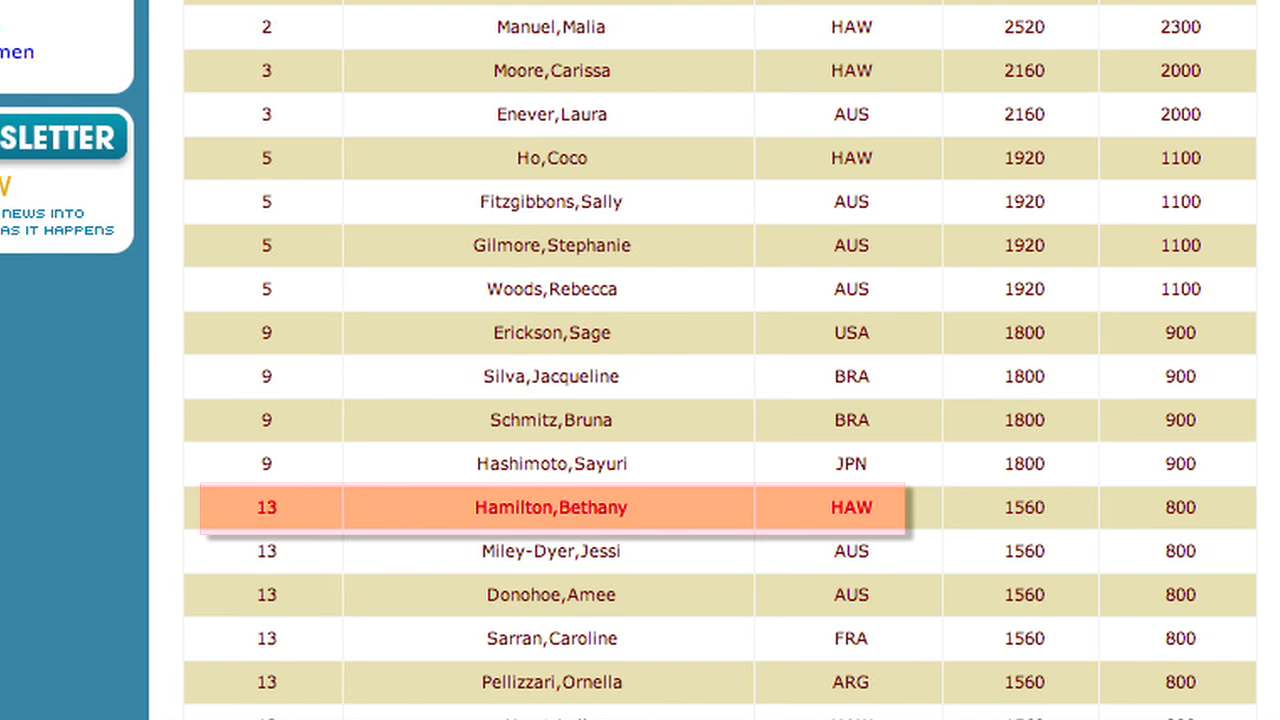 2 Manuel,Malia HAW 2520 2300
men
3 Moore,Carissa HAW 2160 2000
3 Enever,Laura AUS 2160 2000
SLETTER
5 Ho,Coco HAW 1920 1100
W
5 Fitzgibbons,Sally AUS 1920 1100
NEWS INTO
AS IT HAPPENS
5 Gilmore,Stephanie AUS 1920 1100
5 Woods,Rebecca AUS 1920 1100
9 Erickson,Sage USA 1800 900
9 Silva,Jacqueline BRA 1800 900
9 Schmitz,Bruna BRA 1800 900
9 Hashimoto,Sayuri JPN 1800 900
13 Hamilton,Bethany HAW 1560 800
13 Miley-Dyer,Jessi AUS 1560 800
13 Donohoe,Amee AUS 1560 800
13 Sarran,Caroline FRA 1560 800
13 Pellizzari,Ornella ARG 1560 800